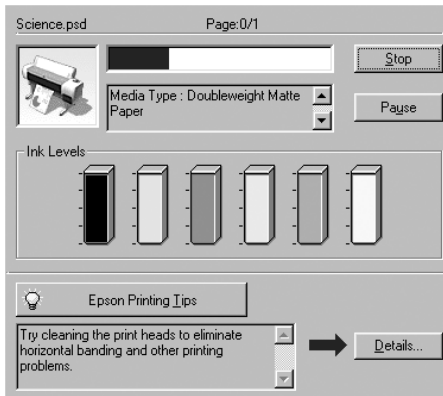 Science.psd Page:0/1
Stop
Media Type : Doubleweight Matte
Paper
Pause
Ink Levels
Epson Printing Tips
Try cleaning the print heads to eliminate
horizontal banding and other printing
problems.
Details...